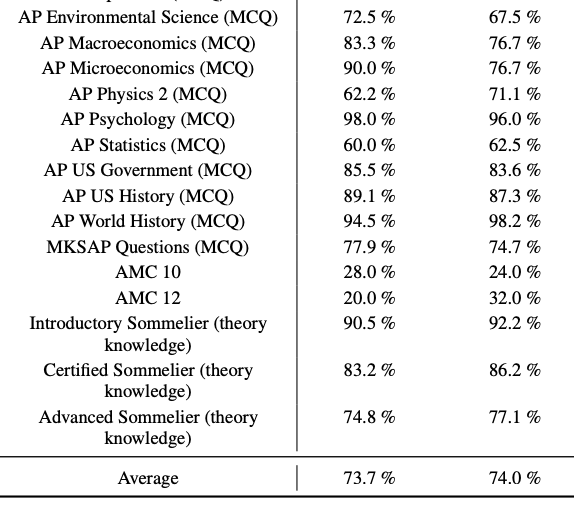 AP Environmental Science (MCQ) 72.5 % 67.5 %
AP Macroeconomics (MCQ) 83.3 % 76.7 %
AP Microeconomics (MCQ) 90.0 % 76.7 %
AP Physics 2 (MCQ) 62.2 % 71.1 %
AP Psychology (MCQ) 98.0 % 96.0 %
AP Statistics (MCQ) 60.0 % 62.5 %
AP US Government (MCQ) 85.5 % 83.6 %
AP US History (MCQ) 89.1 % 87.3 %
AP World History (MCQ) 94.5 % 98.2 %
MKSAP Questions (MCQ) 77.9 % 74.7 %
AMC 10 28.0 % 24.0 %
AMC 12 20.0 % 32.0 %
Introductory Sommelier (theory 90.5 % 92.2 %
knowledge)
Certified Sommelier (theory 83.2 % 86.2 %
knowledge)
Advanced Sommelier (theory 74.8 % 77.1 %
knowledge)
Average 73.7 % 74.0 %